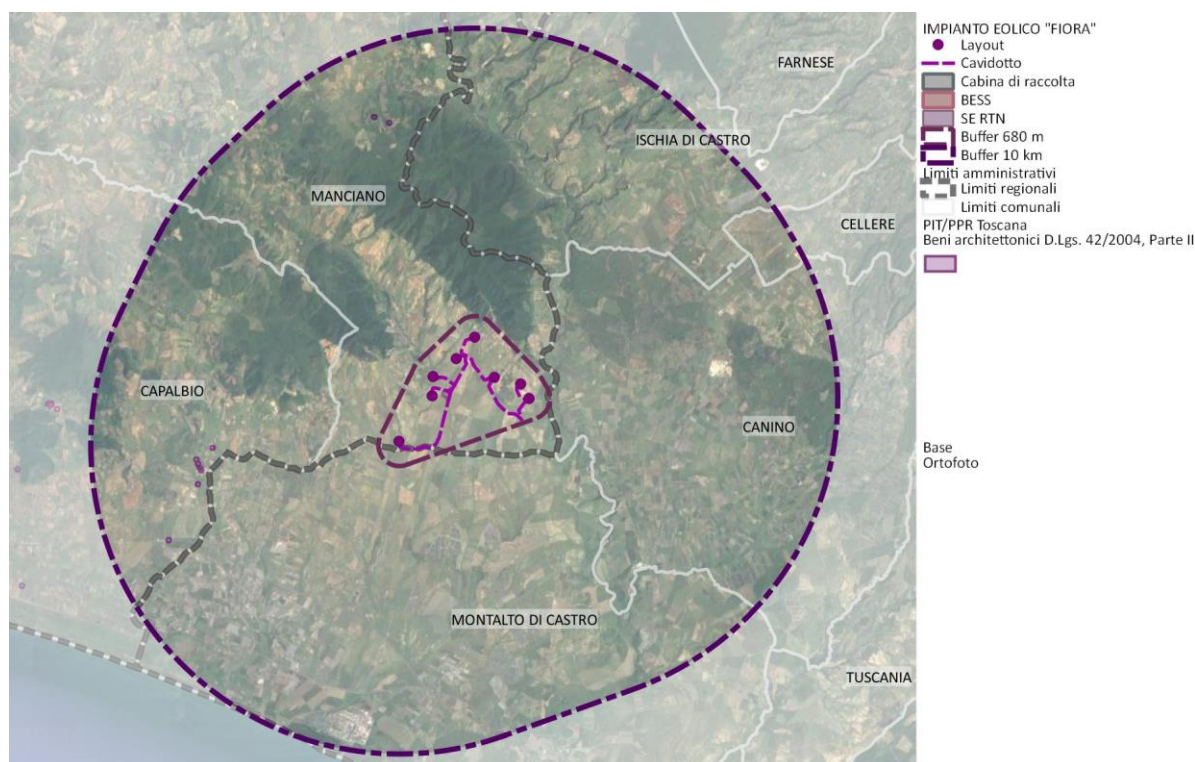 FARNESE
ISCHIA DI CASTRO
MANCIANO
CELLERE
CAPALBIO
CANINO
MONTALTO DI CASTRO
TUSCANIA
IMPIANTO EOLICO "FIORA"
Layout
Cavidotto
Cabina di raccolta
BESS
SE RTN
Buffer 680 m
Buffer 10 km
Limiti amministrativi
Limiti regionali
Limiti comunali
PIT/PPR Toscana
Beni architettonici D.Lgs. 42/2004, Parte II
Base
Ortofoto